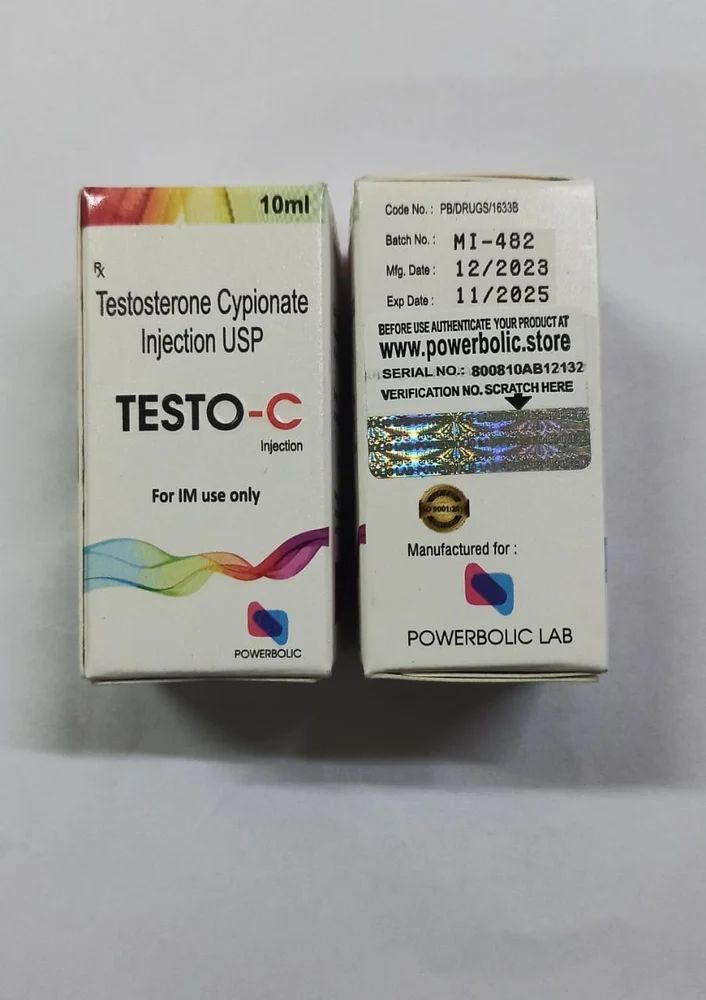 10ml
Rx
Testosterone Cypionate
Injection USP
TESTO-C
Injection
For IM use only
POWERBOLIC
Code No.: PB/DRUGS/1633B
Batch No.: MI-482
Mfg. Date: 12/2023
Exp Date: 11/2025
BEFORE USE AUTHENTICATE YOUR PRODUCT AT
www.powerbolic.store
SERIAL NO.: 800810AB12132
VERIFICATION NO. SCRATCH HERE
Manufactured for :
POWERBOLIC LAB